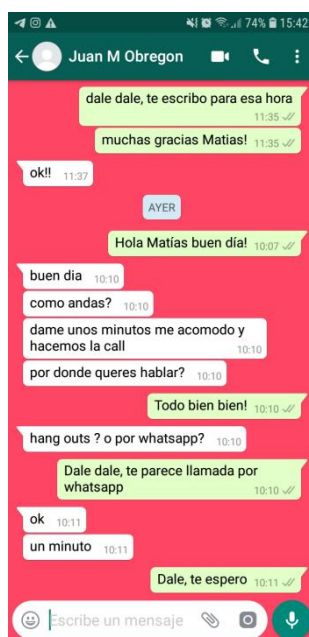 74% 15:42
Juan M Obregon
dale dale, te escribo para esa hora
11:35
muchas gracias Matias! 11:35
ok!! 11:37
AYER
Hola Matías buen día! 10:07
buen dia 10:10
como andas? 10:10
dame unos minutos me acomodo y
hacemos la call
10:10
por donde queres hablar? 10:10
Todo bien bien! 10:10
hang outs ? o por whatsapp? 10:10
Dale dale, te parece llamada por
whatsapp
10:10
ok 10:11
un minuto 10:11
Dale, te espero 10:11
Escribe un mensaje